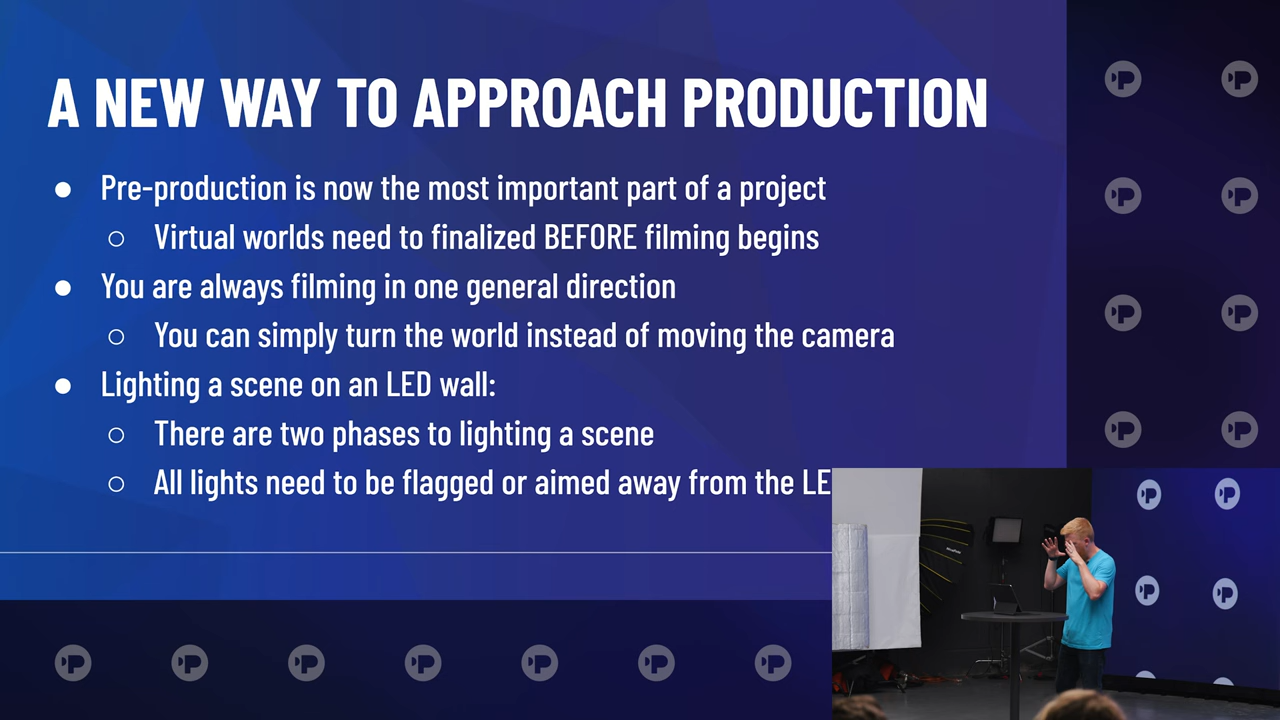 A NEW WAY TO APPROACH PRODUCTION
● Pre-production is now the most important part of a project
○ Virtual worlds need to finalized BEFORE filming begins
● You are always filming in one general direction
○ You can simply turn the world instead of moving the camera
● Lighting a scene on an LED wall:
○ There are two phases to lighting a scene
○ All lights need to be flagged or aimed away from the LE